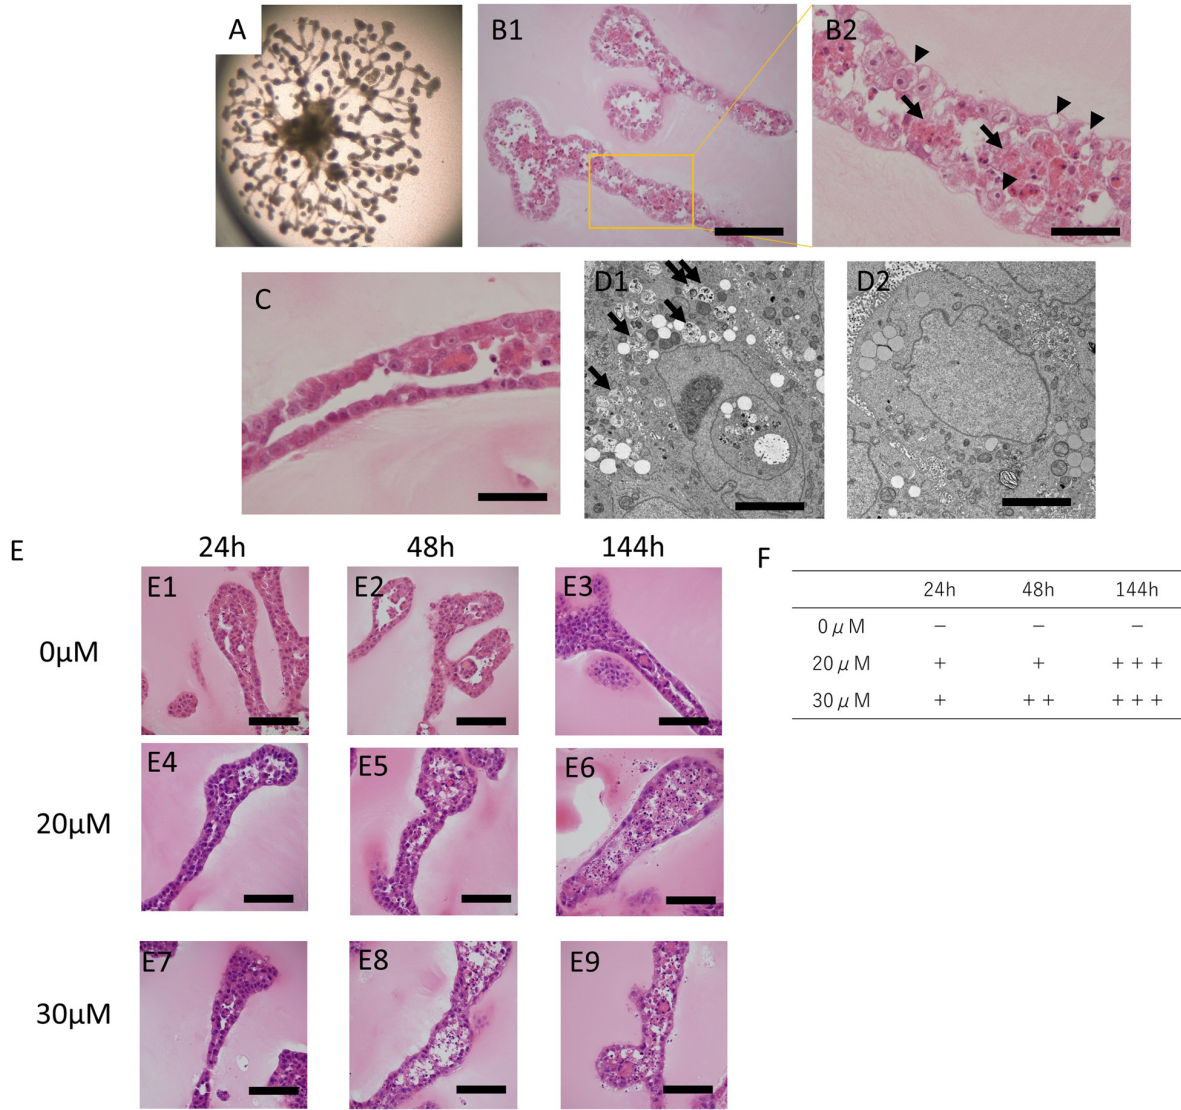 A
B1
B2
C
D1
D2
E
24h
48h
144h
0μM
E1
E2
E3
20μM
E4
E5
E6
30μM
E7
E8
E9
F
24h 48h 144h
0 μ M − − −
20 μ M + + + + +
30 μ M + + + + + +